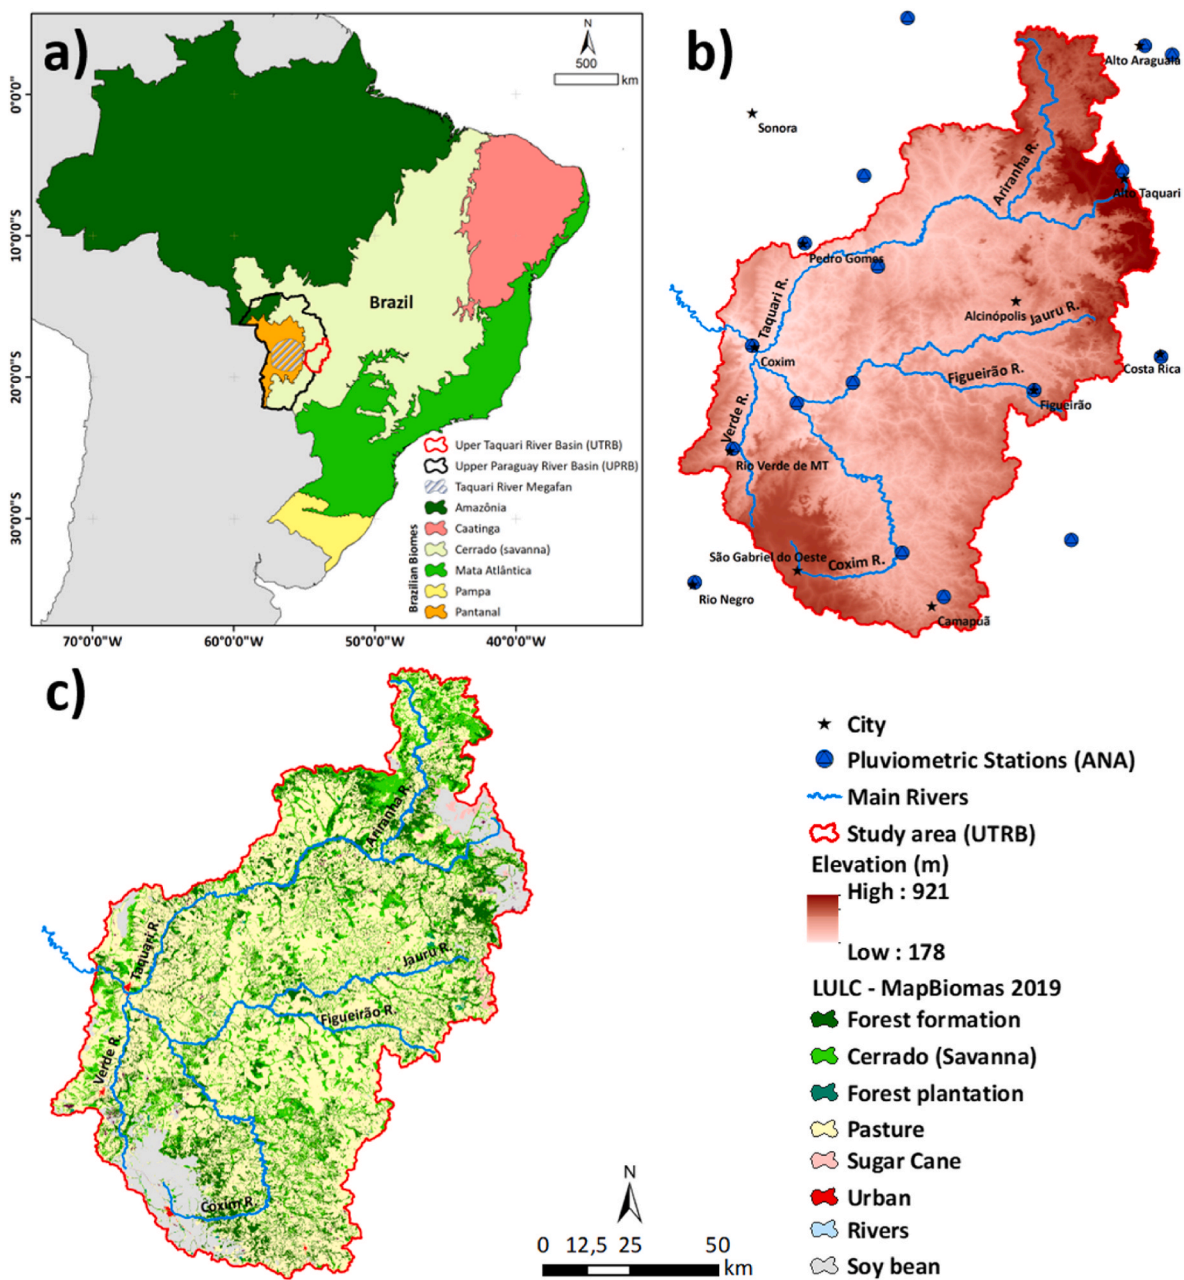 a)
N
500
km
0°0'0"
10°0'0"S
20°0'0"S
30°0'0"S
Brazil
Uper Taquari River Basin (UTRB)
Upper Paraguay River Basin (UPRB)
Taquari River Megafan
Brazilian Biomes
Amazônia
Caatinga
Cerrado (savanna)
Mata Atlântica
Pampa
Pantanal
70°0'0"W
60°0'0"W
50°0'0"W
40°0'0"W
b)
Alto Araguaia
Sonora
Ariranha R.
Alto Taquari
Pedro Gomes
Taquari R.
Alcinópolis
Jauru R.
Coxim
Costa Rica
Figueirão R.
Figueirão
Verde R.
Rio Verde de MT
São Gabriel do Oeste
Coxim R.
Rio Negro
Camapuã
c)
Ariranha R.
Taquari R.
Jauru R.
Figueirão R.
Verde R.
Coxim R.
N
0 12,5 25 50
km
City
Pluviometric Stations (ANA)
Main Rivers
Study area (UTRB)
Elevation (m)
High : 921
Low : 178
LULC - MapBiomas 2019
Forest formation
Cerrado (Savanna)
Forest plantation
Pasture
Sugar Cane
Urban
Rivers
Soy bean